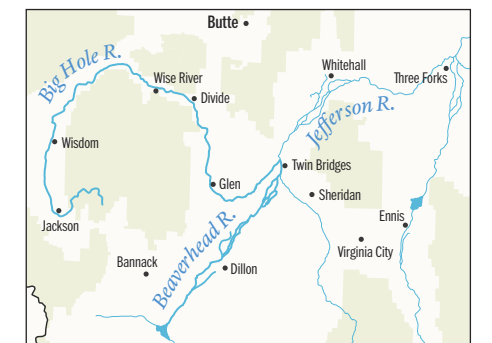 Butte
Big Hole R.
Wise River
Divide
Whitehall
Three Forks
Jefferson R.
Wisdom
Twin Bridges
Glen
Sheridan
Jackson
Ennis
Beaverhead R.
Virginia City
Bannack
Dillon